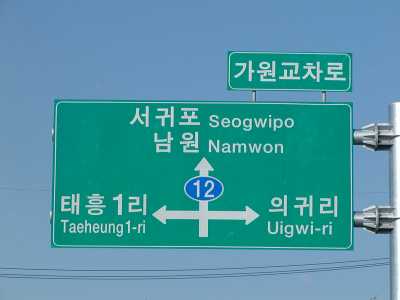 가원교차로
서귀포 Seogwipo
남원 Namwon
12
태흥1리
Taeheung1-ri
의귀리
Uigwi-ri